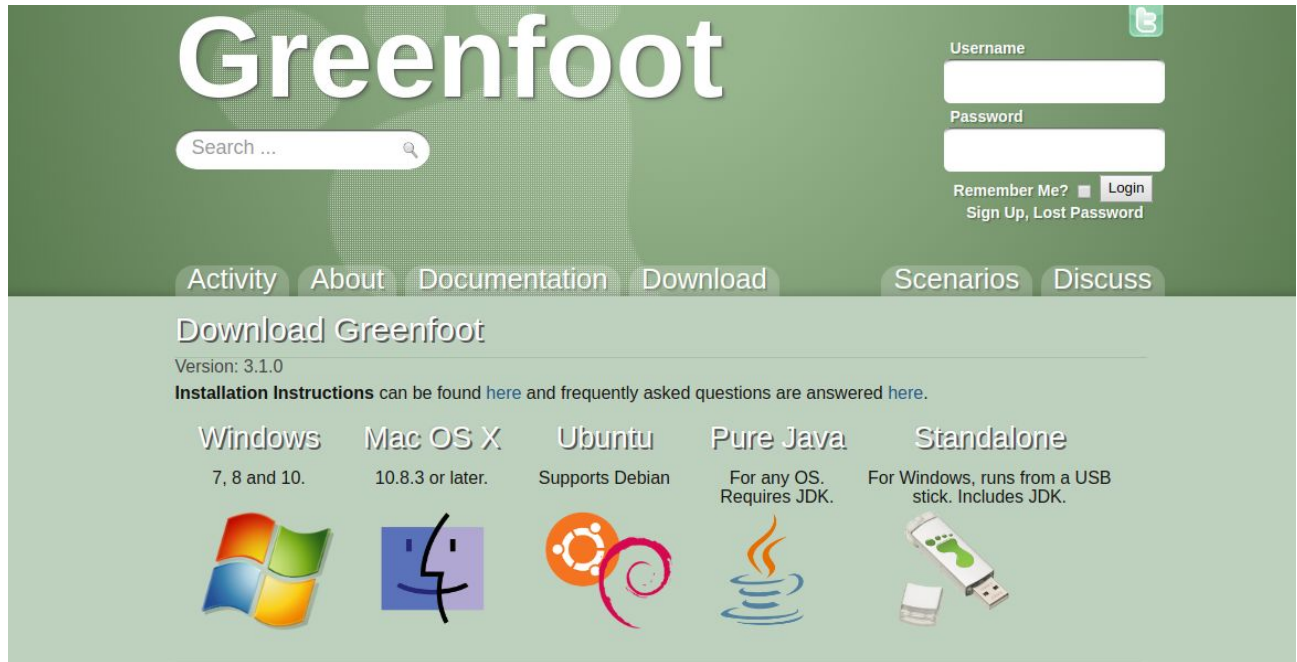 Greenfoot
Username
Password
Search ...
Remember Me? Login
Sign Up, Lost Password
Activity About Documentation Download Scenarios Discuss
Download Greenfoot
Version: 3.1.0
Installation Instructions can be found here and frequently asked questions are answered here.
Windows Mac OS X Ubuntu Pure Java Standalone
7, 8 and 10. 10.8.3 or later. Supports Debian For any OS. For Windows, runs from a USB
Requires JDK. stick. Includes JDK.